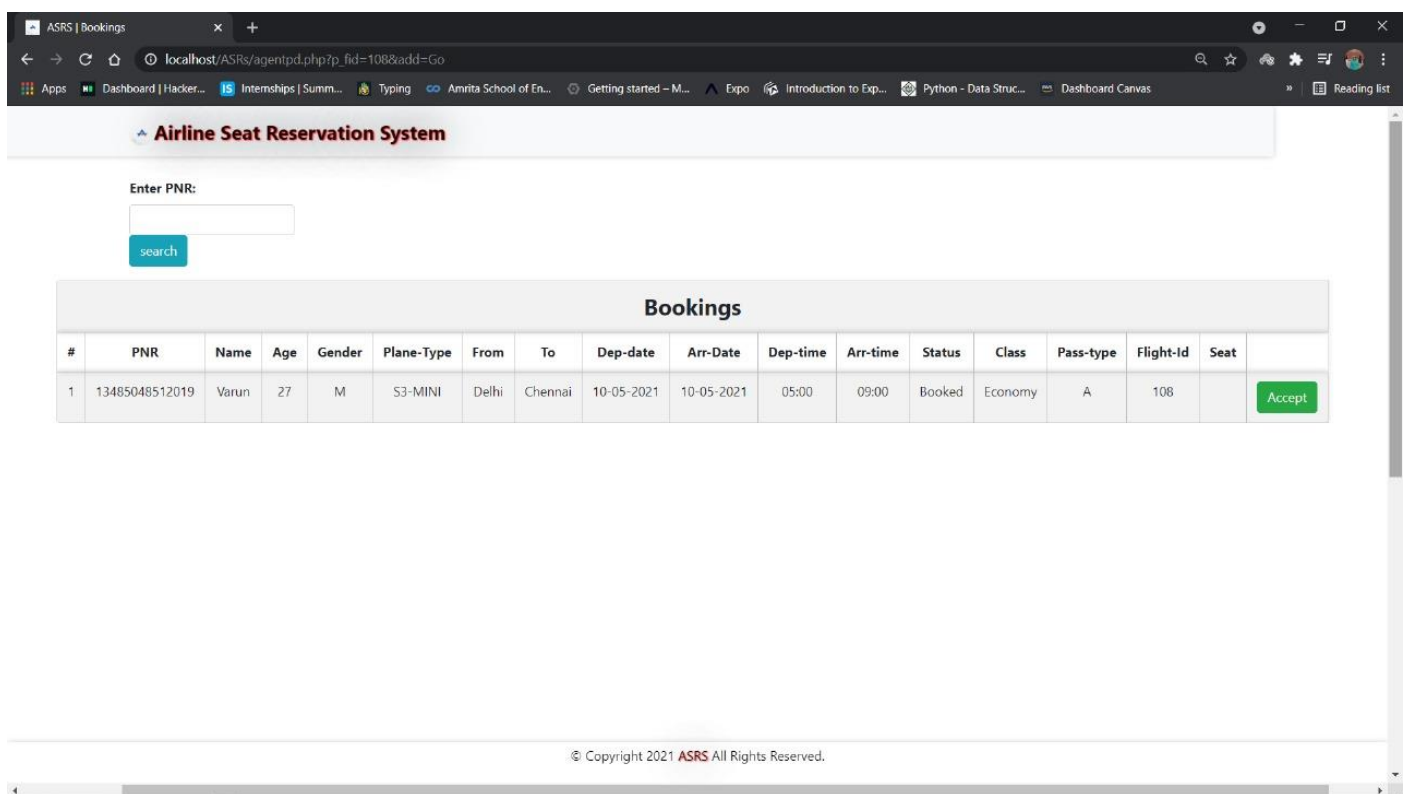 ASRS | Bookings
localhost/ASRs/agentpd.php?p_fid=108&add=Go
Apps Dashboard | Hacker... IS Internships | Summ... Typing CO Amrita School of En... Getting started – M... Expo Introduction to Exp... Python - Data Struc... Dashboard Canvas » Reading list
Airline Seat Reservation System
Enter PNR:
search
Bookings
# PNR Name Age Gender Plane-Type From To Dep-date Arr-Date Dep-time Arr-time Status Class Pass-type Flight-Id Seat
1 13485048512019 Varun 27 M S3-MINI Delhi Chennai 10-05-2021 10-05-2021 05:00 09:00 Booked Economy A 108 Accept
© Copyright 2021 ASRS All Rights Reserved.